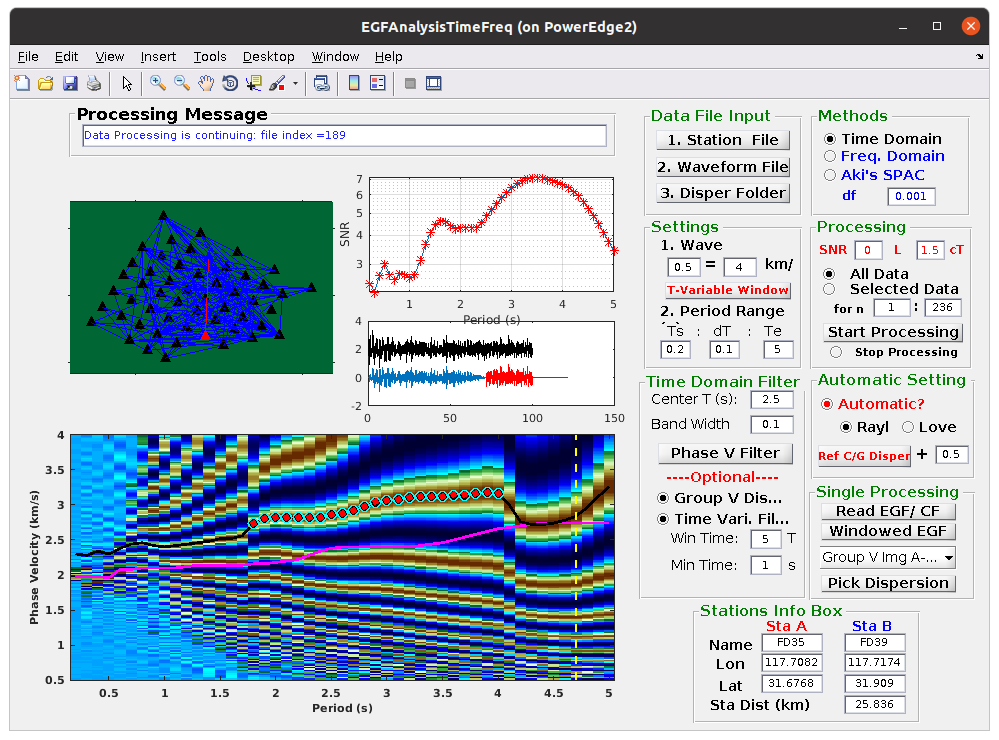 EGFAnalysisTimeFreq (on PowerEdge2)
File Edit View Insert Tools Desktop Window Help
Processing Message
Data Processing is continuing: file index =189
SNR
7
6
5
4
3
1 2 3 4 5
Period (s)
4
2
0
-2
0 50 100 150
Phase Velocity (km/s)
4
3.5
3
2.5
2
1.5
1
0.5
0.5 1 1.5 2 2.5 3 3.5 4 4.5 5
Period (s)
Data File Input
1. Station File
2. Waveform File
3. Disper Folder
Settings
1. Wave
0.5 = 4 km/
T-Variable Window
2. Period Range
Ts : dT : Te
0.2 0.1 5
Time Domain Filter
Center T (s): 2.5
Band Width 0.1
Phase V Filter
----Optional----
Group V Dis...
Time Vari. Fil...
Win Time: 5 T
Min Time: 1 s
Methods
Time Domain
Freq. Domain
Aki's SPAC
df 0.001
Processing
SNR 0 L 1.5 cT
All Data
Selected Data
for n 1 : 236
Start Processing
Stop Processing
Automatic Setting
Automatic?
Rayl Love
Ref C/G Disper + 0.5
Single Processing
Read EGF/ CF
Windowed EGF
Group V Img A-...
Pick Dispersion
Stations Info Box
Sta A Sta B
Name FD35 FD39
Lon 117.7082 117.7174
Lat 31.6768 31.909
Sta Dist (km) 25.836